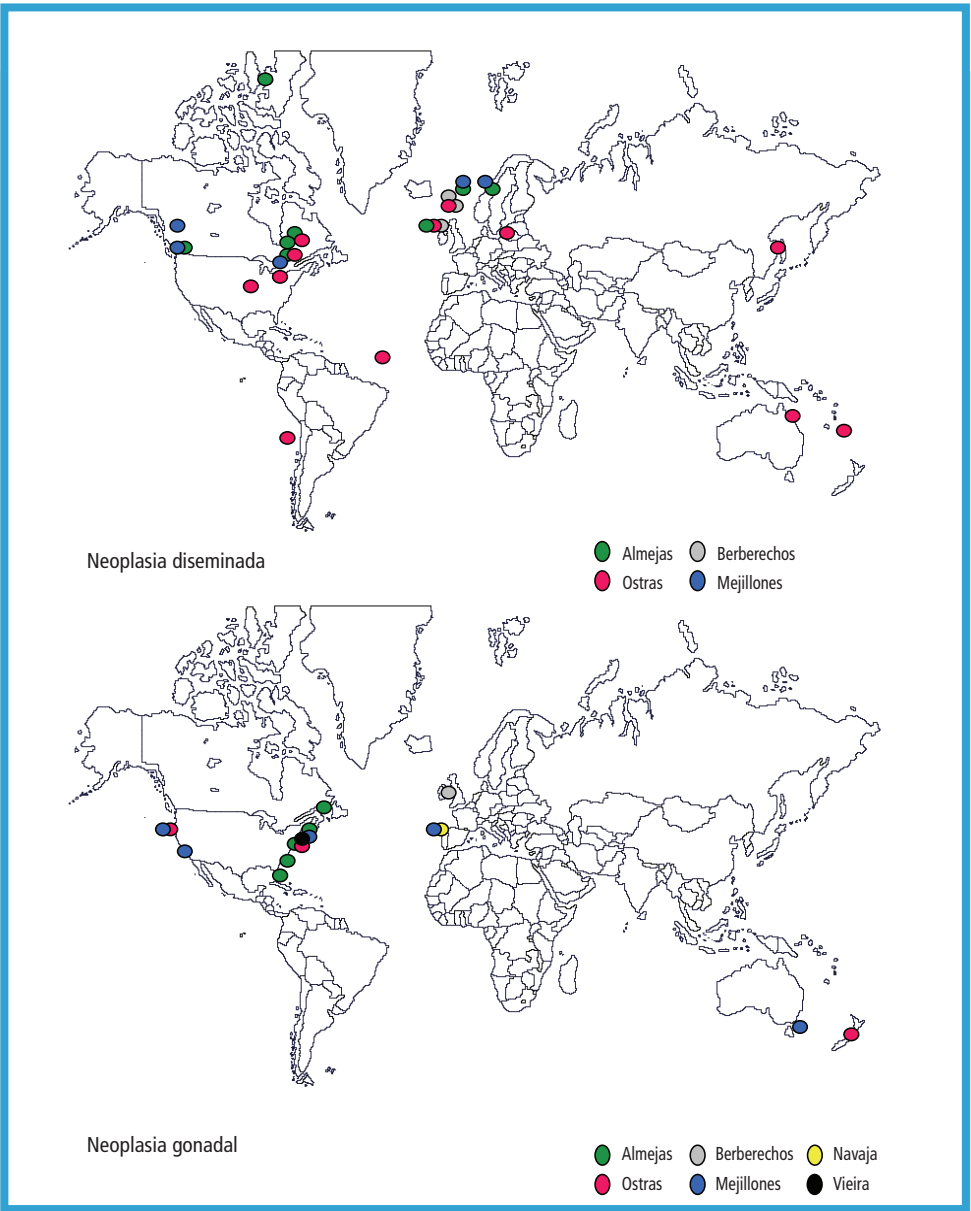 Neoplasia diseminada
Almejas Berberechos
Ostras Mejillones
Neoplasia gonadal
Almejas Berberechos Navaja
Ostras Mejillones Vieira